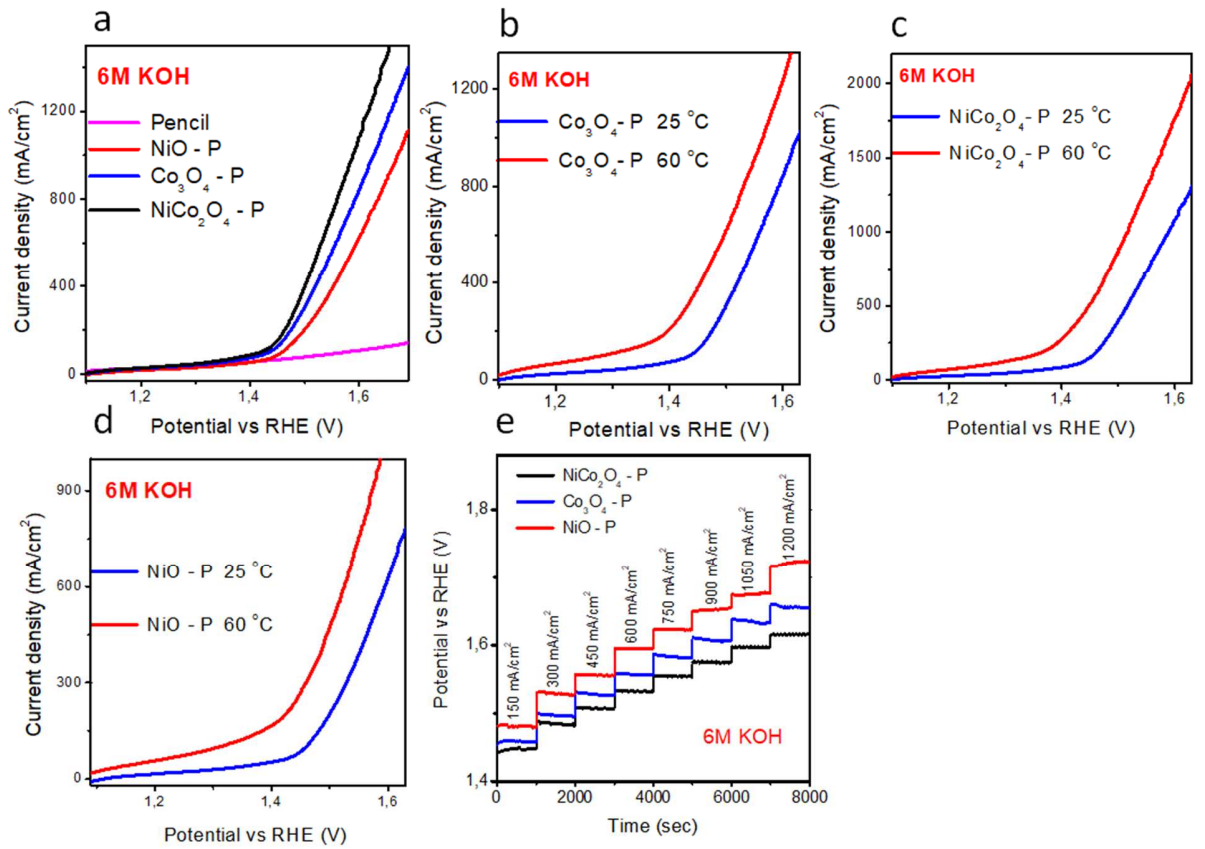 a
6M KOH
Pencil
NiO - P
Co₃O₄ - P
NiCo₂O₄ - P
1200
800
400
0
1,2
1,4
1,6
Current density (mA/cm²)
Potential vs RHE (V)
b
6M KOH
Co₃O₄- P 25 °C
Co₃O₄- P 60 °C
1200
800
400
0
1,2
1,4
1,6
Current density (mA/cm²)
Potential vs RHE (V)
c
6M KOH
NiCo₂O₄- P 25 °C
NiCo₂O₄- P 60 °C
2000
1500
1000
500
0
1,2
1,4
1,6
Current density (mA/cm²)
Potential vs RHE (V)
d
6M KOH
NiO - P 25 °C
NiO - P 60 °C
900
600
300
0
1,2
1,4
1,6
Current density (mA/cm²)
Potential vs RHE (V)
e
NiCo₂O₄ - P
Co₃O₄ - P
NiO - P
150 mA/cm²
300 mA/cm²
450 mA/cm²
600 mA/cm²
750 mA/cm²
900 mA/cm²
1050 mA/cm²
1200 mA/cm²
6M KOH
1,8
1,6
1,4
0
2000
4000
6000
8000
Potential vs RHE (V)
Time (sec)